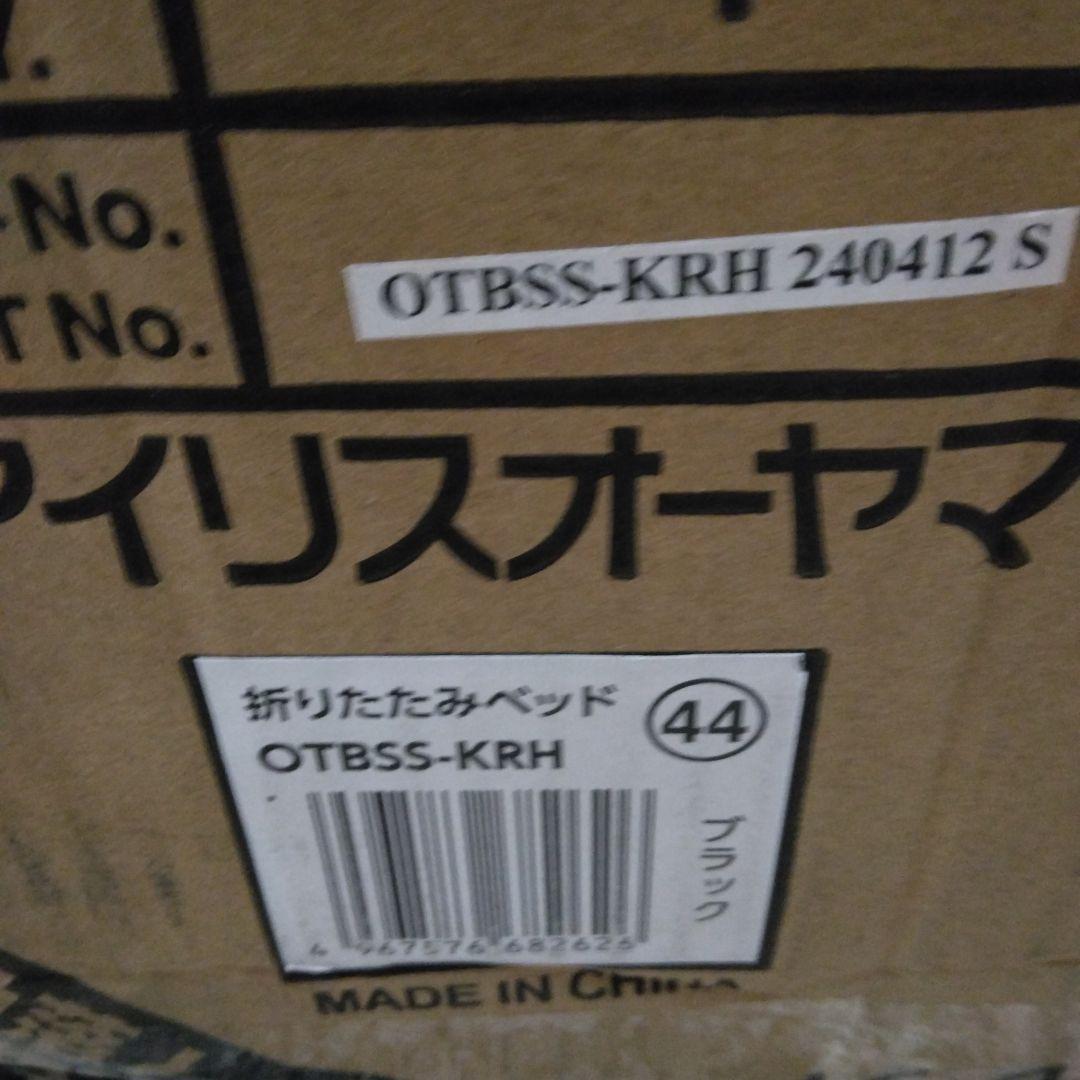 No.
T No.
OTBSS-KRH 240412 S
アイリスオーヤマ
折りたたみベッド
44
OTBSS-KRH
ブラック
4 967576 682626
MADE IN CHINA